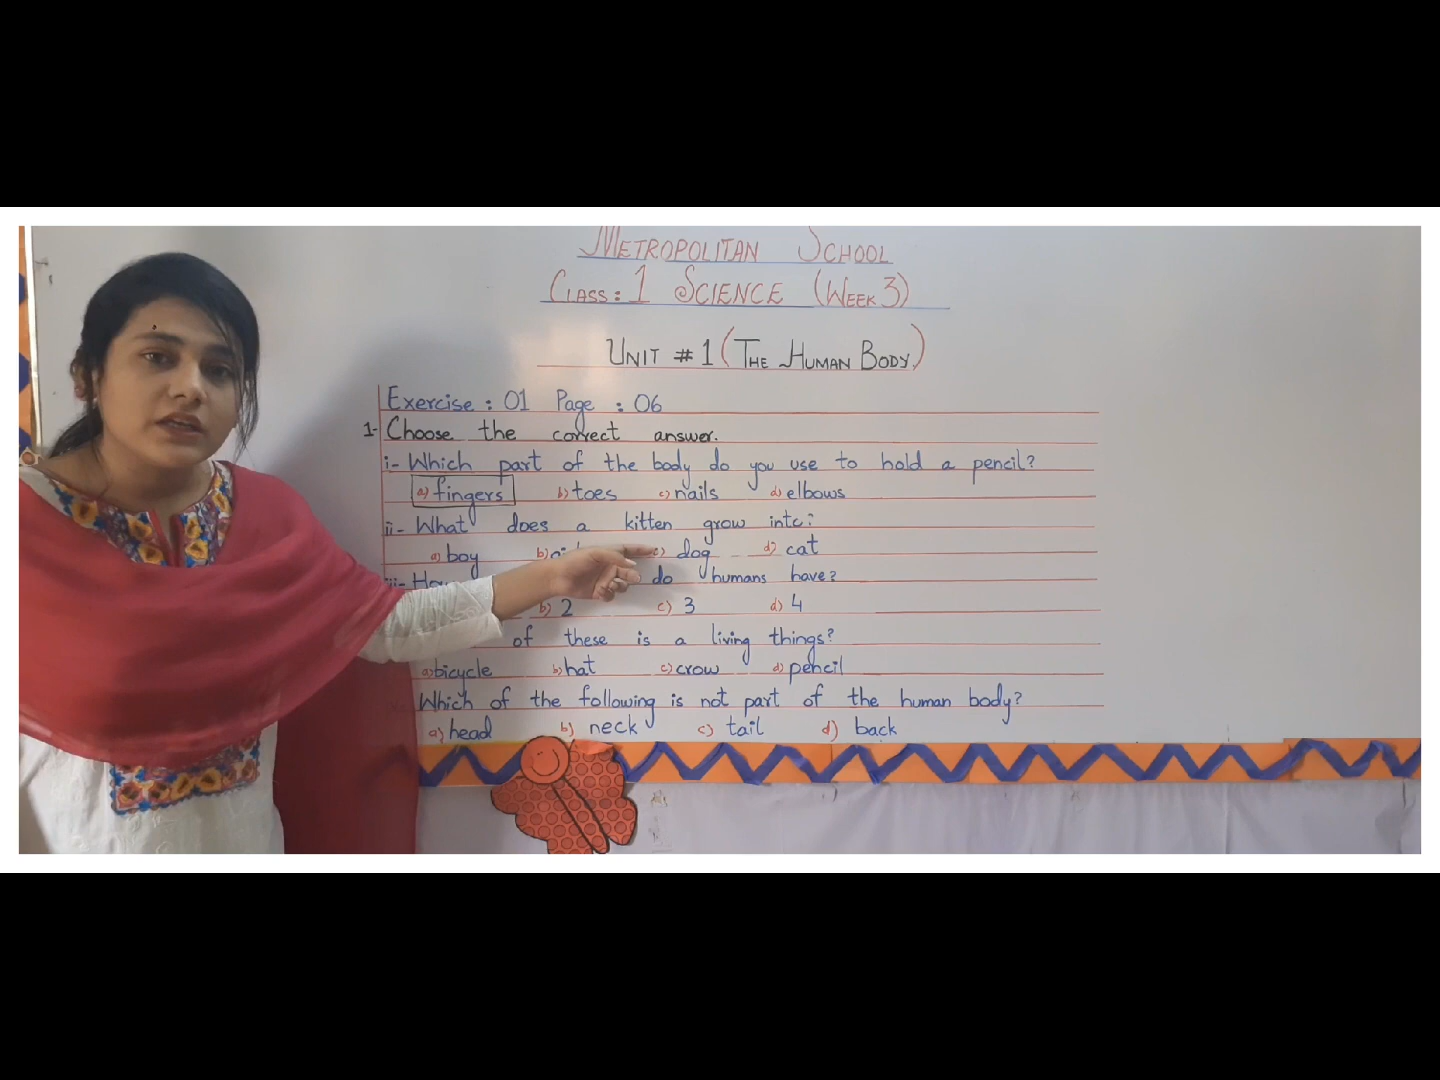 METROPOLITAN SCHOOL
CLASS: 1 SCIENCE (WEEK 3)
UNIT # 1 (THE HUMAN BODY)
Exercise : 01 Page : 06
1- Choose the correct answer.
i- Which part of the body do you use to hold a pencil?
a) fingers b) toes c) nails d) elbows
ii- What does a kitten grow into?
a) boy b) c) dog d) cat
iii- do humans have?
b) 2 c) 3 d) 4
of these is a living things?
a) bicycle b) hat c) crow d) pencil
Which of the following is not part of the human body?
a) head b) neck c) tail d) back